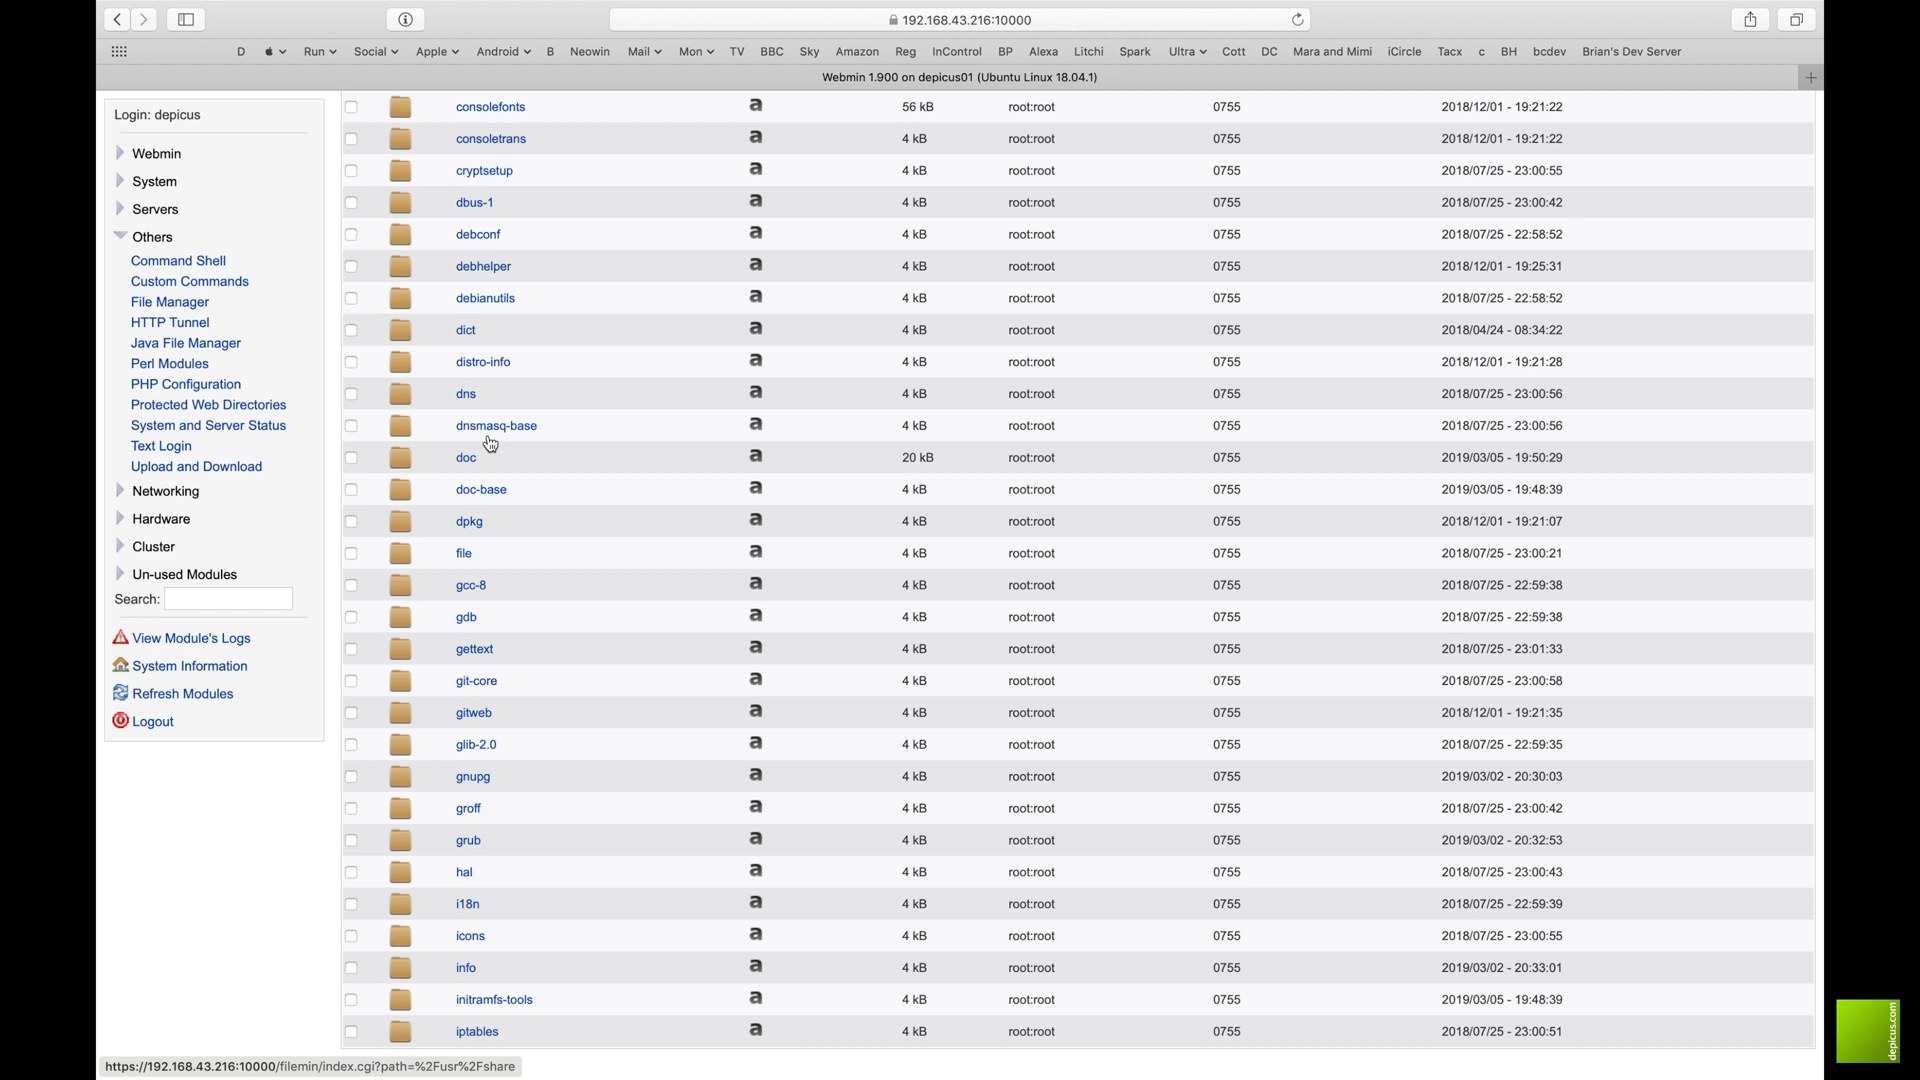 192.168.43.216:10000
D Run Social Apple Android B Neowin Mail Mon TV BBC Sky Amazon Reg InControl BP Alexa Litchi Spark Ultra Cott DC Mara and Mimi iCircle Tacx c BH bcdev Brian's Dev Server
Webmin 1.900 on depicus01 (Ubuntu Linux 18.04.1)
Login: depicus
Webmin
System
Servers
Others
Command Shell
Custom Commands
File Manager
HTTP Tunnel
Java File Manager
Perl Modules
PHP Configuration
Protected Web Directories
System and Server Status
Text Login
Upload and Download
Networking
Hardware
Cluster
Un-used Modules
Search:
View Module's Logs
System Information
Refresh Modules
Logout
consolefonts a 56 kB root:root 0755 2018/12/01 - 19:21:22
consoletrans a 4 kB root:root 0755 2018/12/01 - 19:21:22
cryptsetup a 4 kB root:root 0755 2018/07/25 - 23:00:55
dbus-1 a 4 kB root:root 0755 2018/07/25 - 23:00:42
debconf a 4 kB root:root 0755 2018/07/25 - 22:58:52
debhelper a 4 kB root:root 0755 2018/12/01 - 19:25:31
debianutils a 4 kB root:root 0755 2018/07/25 - 22:58:52
dict a 4 kB root:root 0755 2018/04/24 - 08:34:22
distro-info a 4 kB root:root 0755 2018/12/01 - 19:21:28
dns a 4 kB root:root 0755 2018/07/25 - 23:00:56
dnsmasq-base a 4 kB root:root 0755 2018/07/25 - 23:00:56
doc a 20 kB root:root 0755 2019/03/05 - 19:50:29
doc-base a 4 kB root:root 0755 2019/03/05 - 19:48:39
dpkg a 4 kB root:root 0755 2018/12/01 - 19:21:07
file a 4 kB root:root 0755 2018/07/25 - 23:00:21
gcc-8 a 4 kB root:root 0755 2018/07/25 - 22:59:38
gdb a 4 kB root:root 0755 2018/07/25 - 22:59:38
gettext a 4 kB root:root 0755 2018/07/25 - 23:01:33
git-core a 4 kB root:root 0755 2018/07/25 - 23:00:58
gitweb a 4 kB root:root 0755 2018/12/01 - 19:21:35
glib-2.0 a 4 kB root:root 0755 2018/07/25 - 22:59:35
gnupg a 4 kB root:root 0755 2019/03/02 - 20:30:03
groff a 4 kB root:root 0755 2018/07/25 - 23:00:42
grub a 4 kB root:root 0755 2019/03/02 - 20:32:53
hal a 4 kB root:root 0755 2018/07/25 - 23:00:43
i18n a 4 kB root:root 0755 2018/07/25 - 22:59:39
icons a 4 kB root:root 0755 2018/07/25 - 23:00:55
info a 4 kB root:root 0755 2019/03/02 - 20:33:01
initramfs-tools a 4 kB root:root 0755 2019/03/05 - 19:48:39
iptables a 4 kB root:root 0755 2018/07/25 - 23:00:51
https://192.168.43.216:10000/filemin/index.cgi?path=%2Fusr%2Fshare
depicus.com